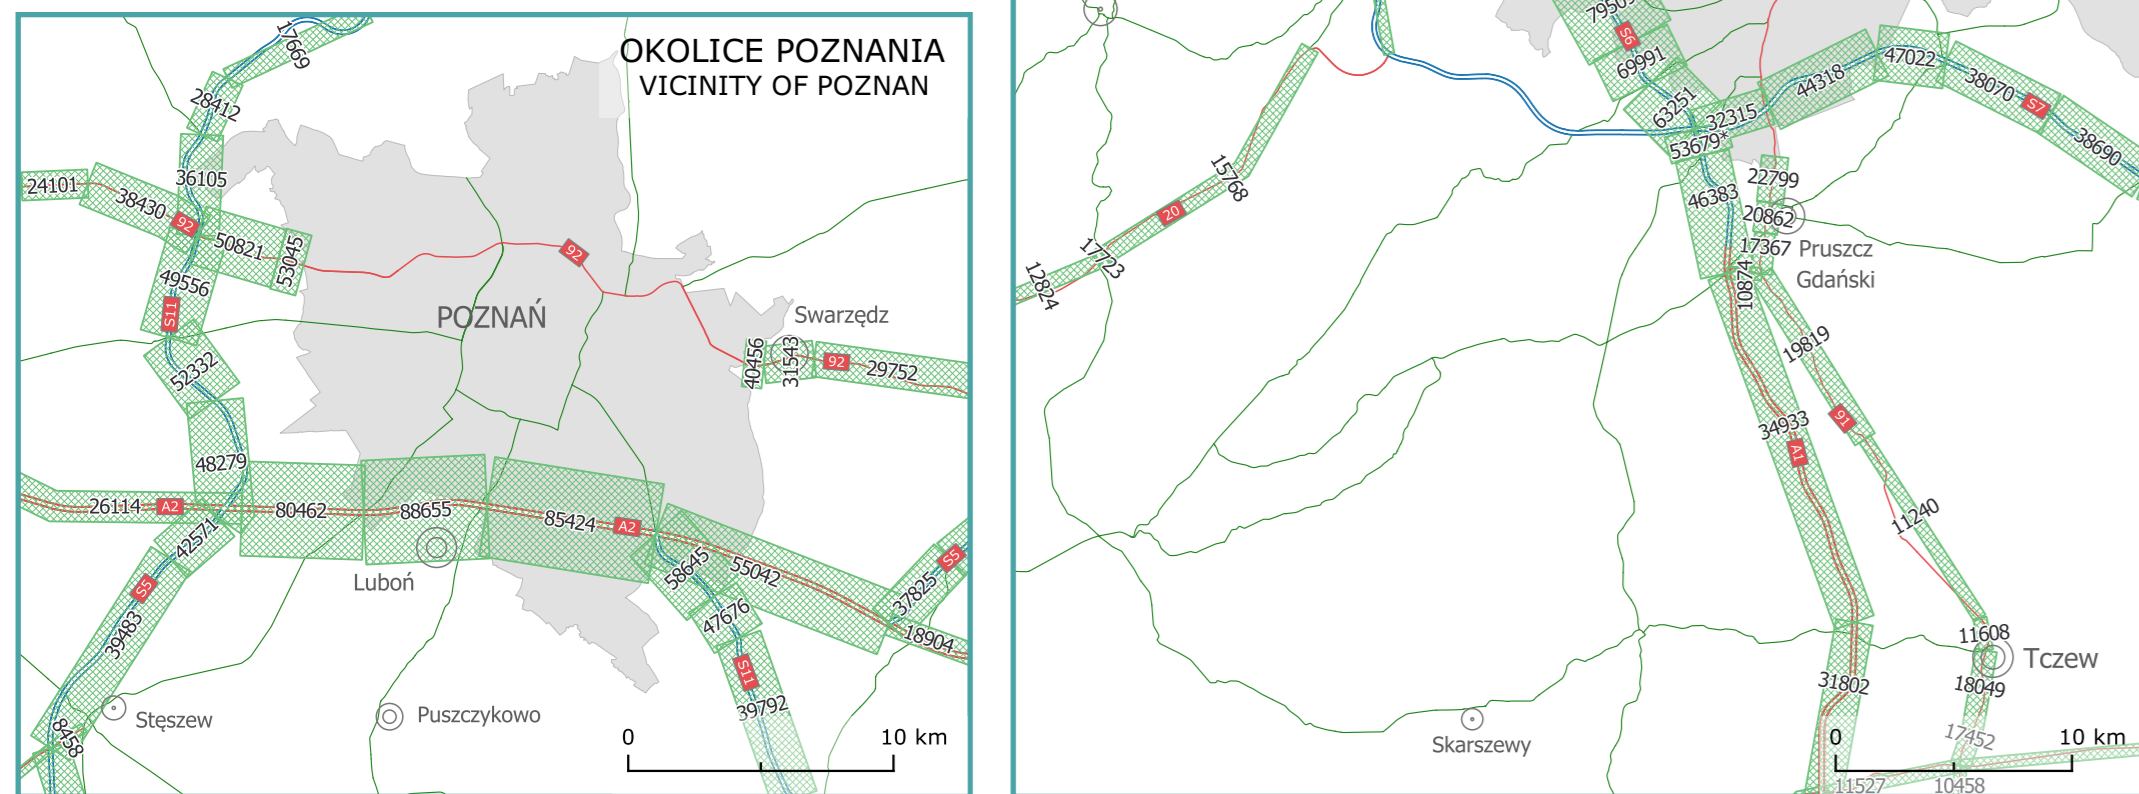 OKOLICE POZNANIA
VICINITY OF POZNAN
17669
28412
36105
24101
38430
92
50821
53045
49556
S11
92
POZNAŃ
Swarzędz
40456
31543
92
29752
52332
48279
26114
A2
80462
88655
85424
A2
42571
58645
55042
S5
37825
S5
39483
Luboń
47676
18904
S11
39792
Stęszew
Puszczykowo
8458
0
10 km
79509
S6
69991
63251
32315
53679*
44318
47022
38070
S7
38690
15768
20
17723
12824
46383
22799
20862
17367
Pruszcz
Gdański
10874
19819
91
34933
A1
11240
11608
Tczew
18049
31802
17452
Skarszewy
0
10 km
11527
10458